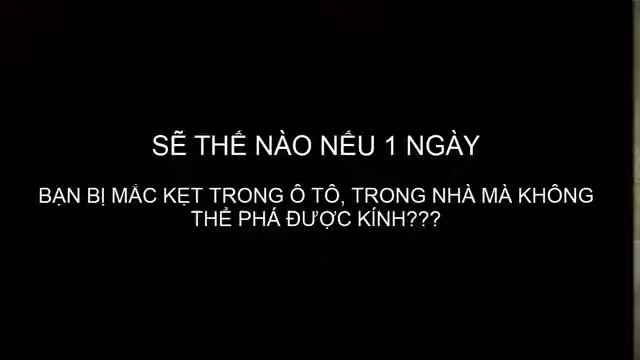 SẼ THẾ NÀO NẾU 1 NGÀY
BẠN BỊ MẮC KẸT TRONG Ô TÔ, TRONG NHÀ MÀ KHÔNG
THỂ PHÁ ĐƯỢC KÍNH???